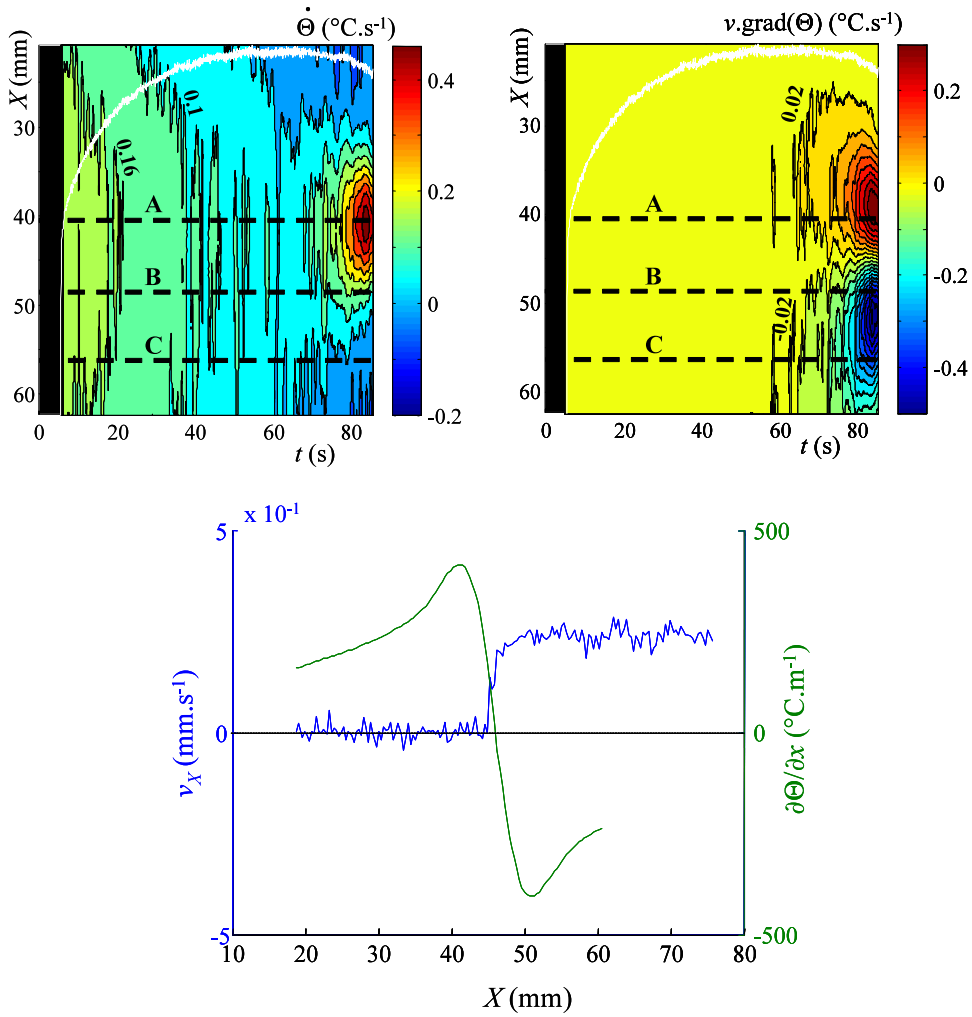 Θ̇ (°C.s-1)
v.grad(Θ) (°C.s-1)
X (mm)
30
40
50
60
0
20
40
60
80
t (s)
0.16
0.1
A
B
C
0.4
0.2
0
-0.2
X (mm)
30
40
50
60
0
20
40
60
80
t (s)
0.02
-0.02
A
B
C
0.2
0
-0.2
-0.4
x 10-1
5
0
-5
vX (mm.s-1)
500
0
-500
∂Θ/∂x (°C.m-1)
10
20
30
40
50
60
70
80
X (mm)